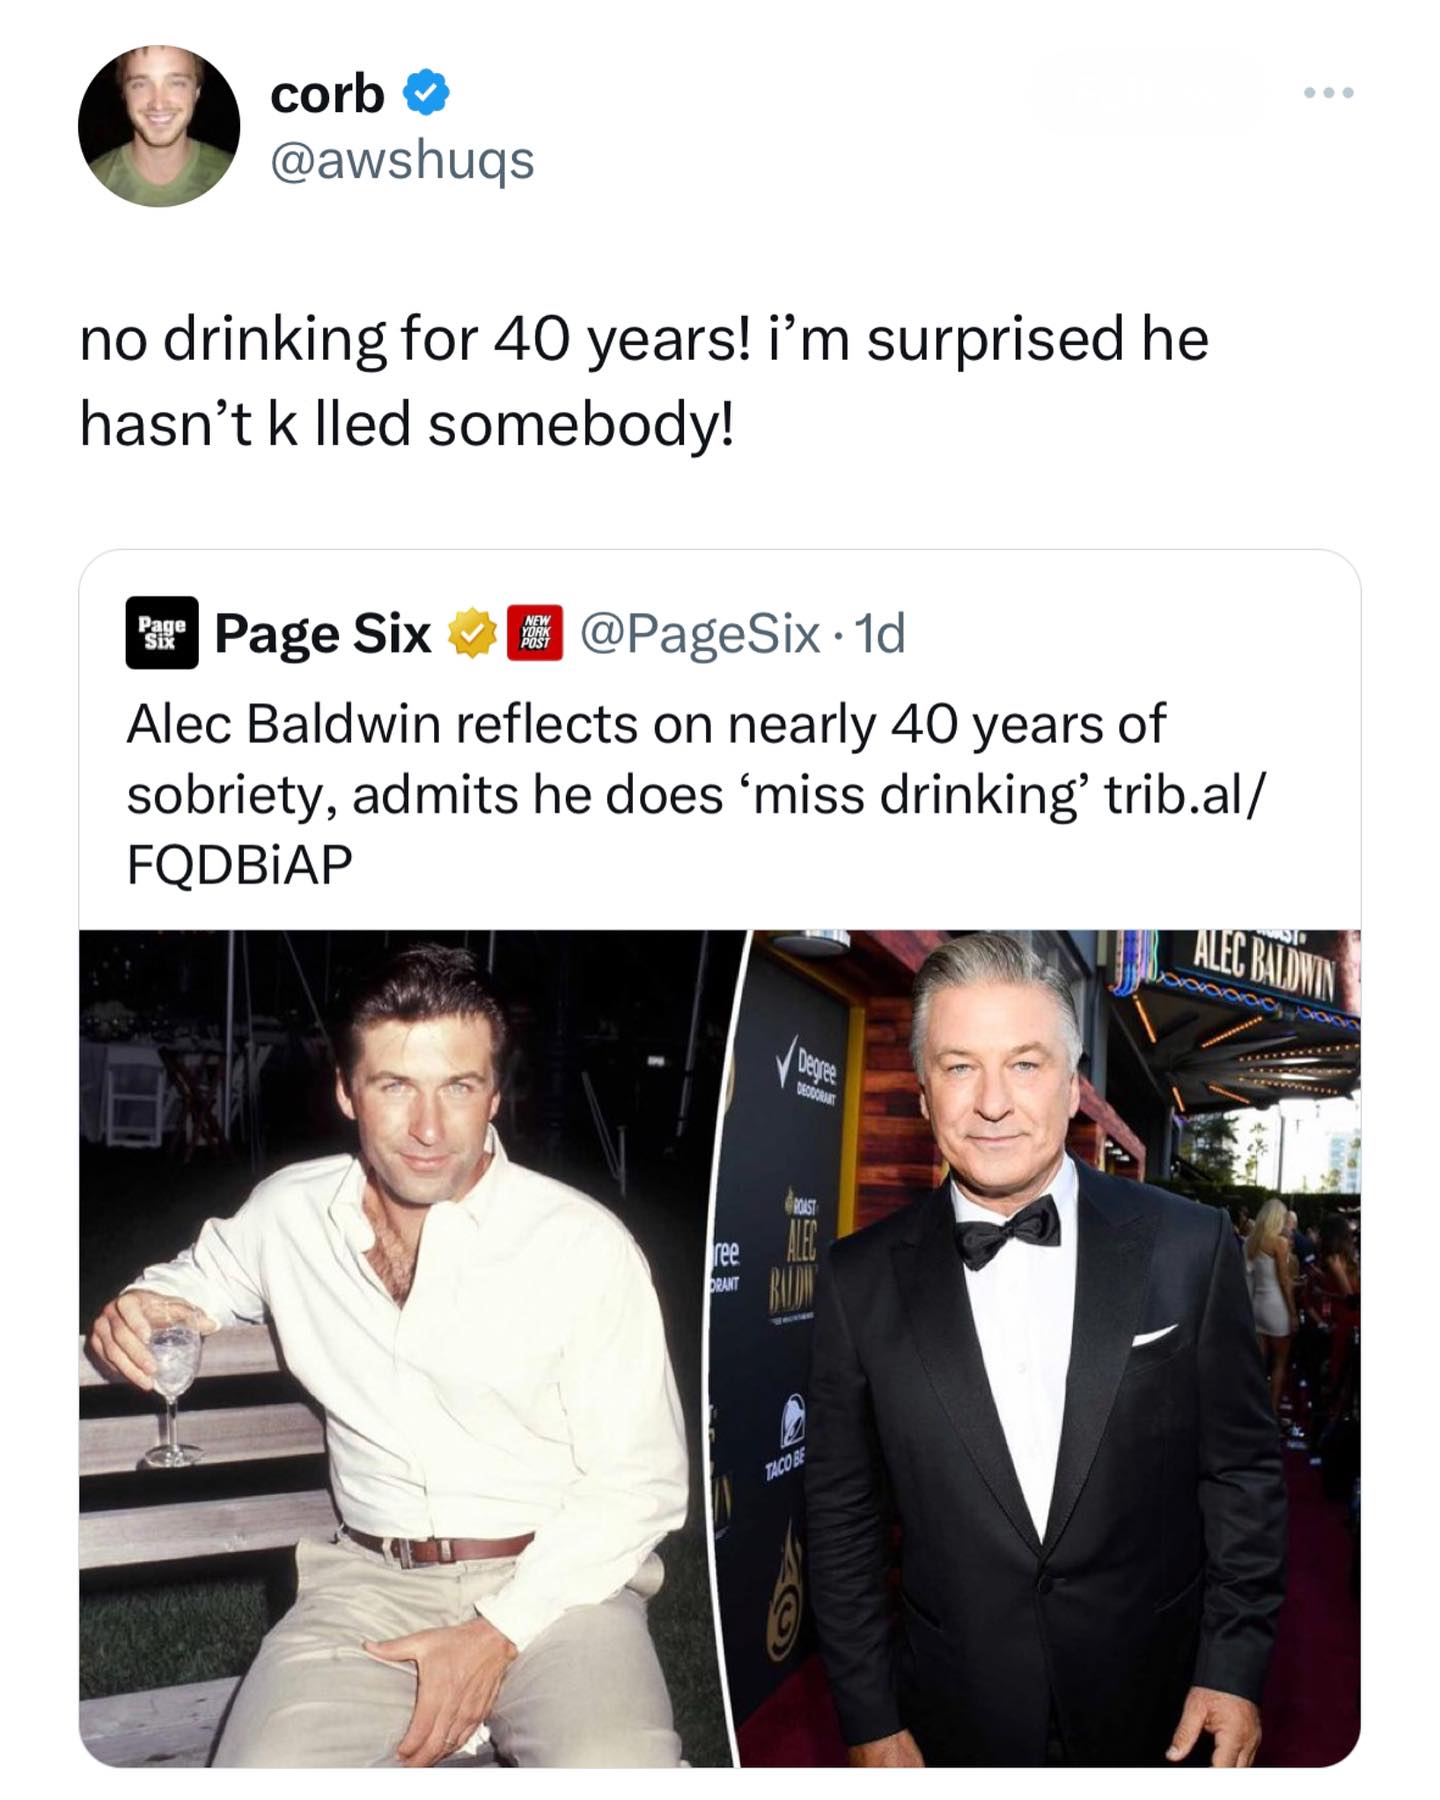 corb
@awshuqs
no drinking for 40 years! i’m surprised he
hasn’t k lled somebody!
Page Six
Page Six NEW YORK POST @PageSix · 1d
Alec Baldwin reflects on nearly 40 years of
sobriety, admits he does ‘miss drinking’ trib.al/
FQDBiAP
ALEC BALDWIN
Degree
DEODORANT
ROAST
ALEC
BALDW
ree
ORANT
TACO BE